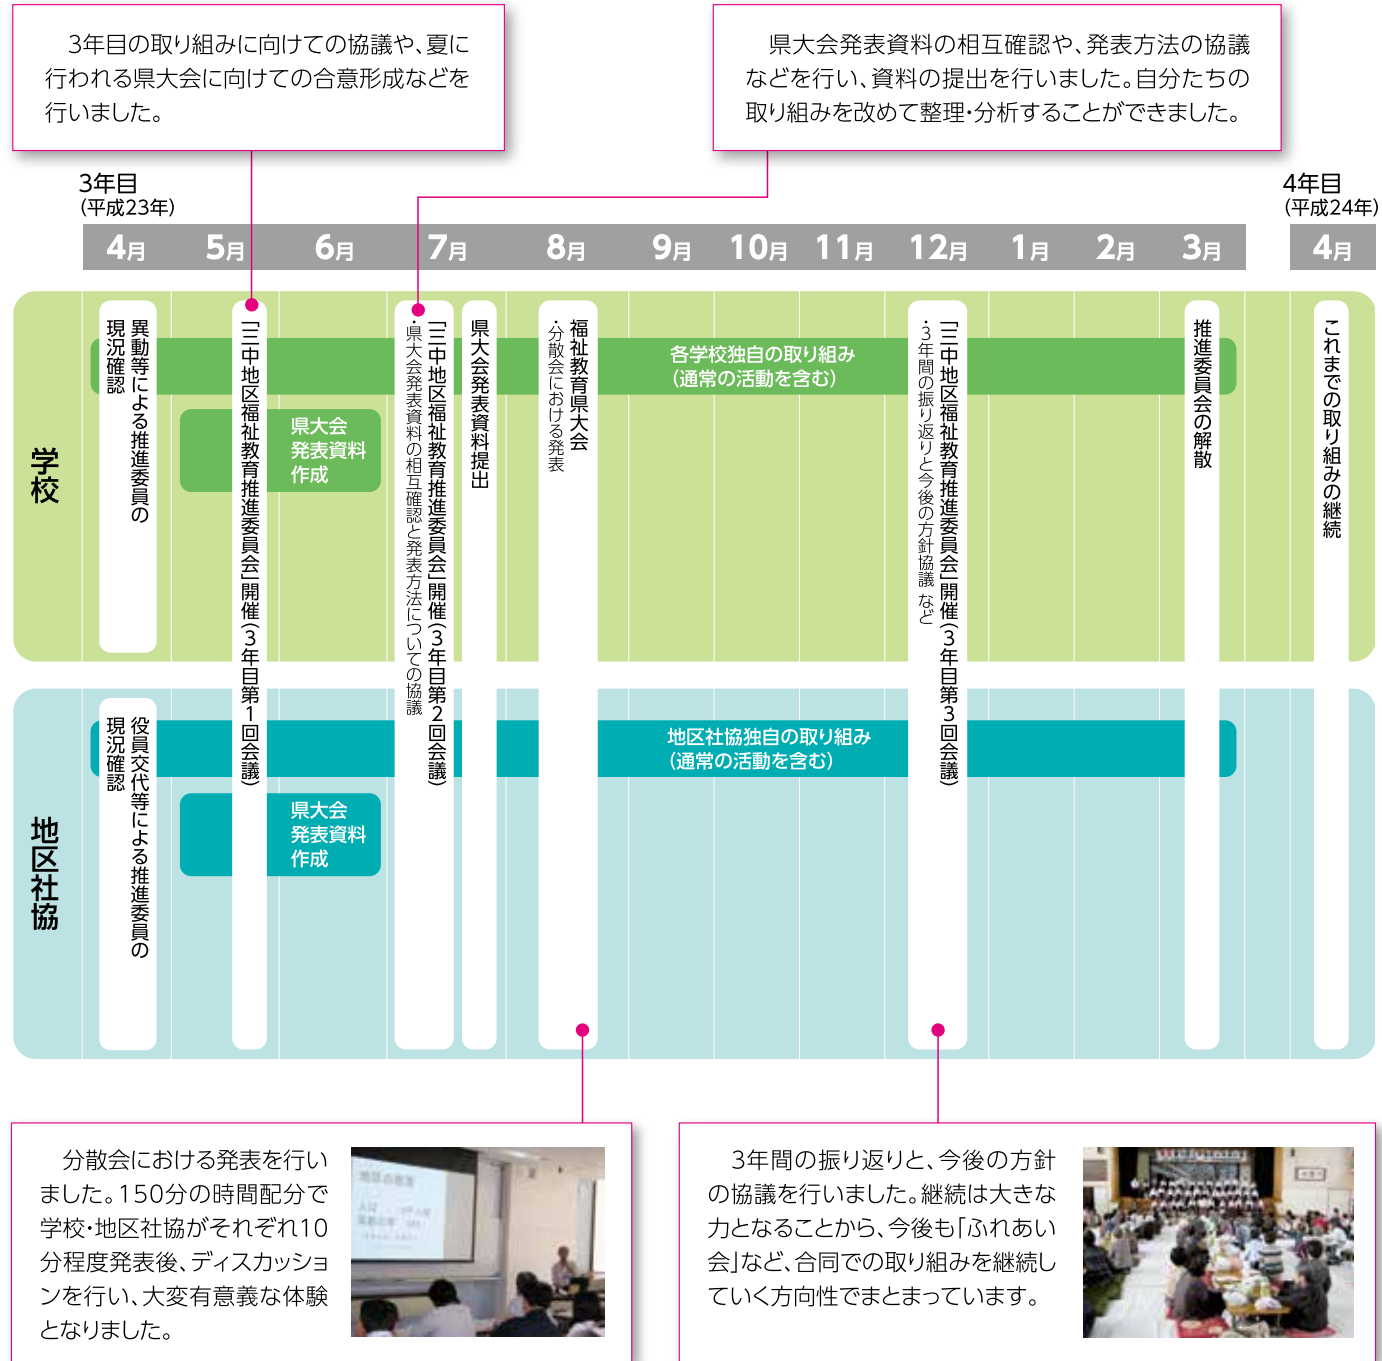 3年目の取り組みに向けての協議や、夏に
行われる県大会に向けての合意形成などを
行いました。
県大会発表資料の相互確認や、発表方法の協議
などを行い、資料の提出を行いました。自分たちの
取り組みを改めて整理・分析することができました。
3年目
(平成23年)
4年目
(平成24年)
4月 5月 6月 7月 8月 9月 10月 11月 12月 1月 2月 3月 4月
学校
異動等による推進委員の
現況確認
各学校独自の取り組み
(通常の活動を含む)
県大会
発表資料
作成
「三中地区福祉教育推進委員会」開催(3年目第1回会議)
「三中地区福祉教育推進委員会」開催(3年目第2回会議)
・県大会発表資料の相互確認と発表方法についての協議
県大会発表資料提出
福祉教育県大会
・分散会における発表
「三中地区福祉教育推進委員会」開催(3年目第3回会議)
・3年間の振り返りと今後の方針協議 など
推進委員会の解散
これまでの取り組みの継続
地区社協
役員交代等による推進委員の
現況確認
地区社協独自の取り組み
(通常の活動を含む)
県大会
発表資料
作成
分散会における発表を行い
ました。150分の時間配分で
学校・地区社協がそれぞれ10
分程度発表後、ディスカッショ
ンを行い、大変有意義な体験
となりました。
3年間の振り返りと、今後の方針
の協議を行いました。継続は大きな
力となることから、今後も「ふれあい
会」など、合同での取り組みを継続し
ていく方向性でまとまっています。